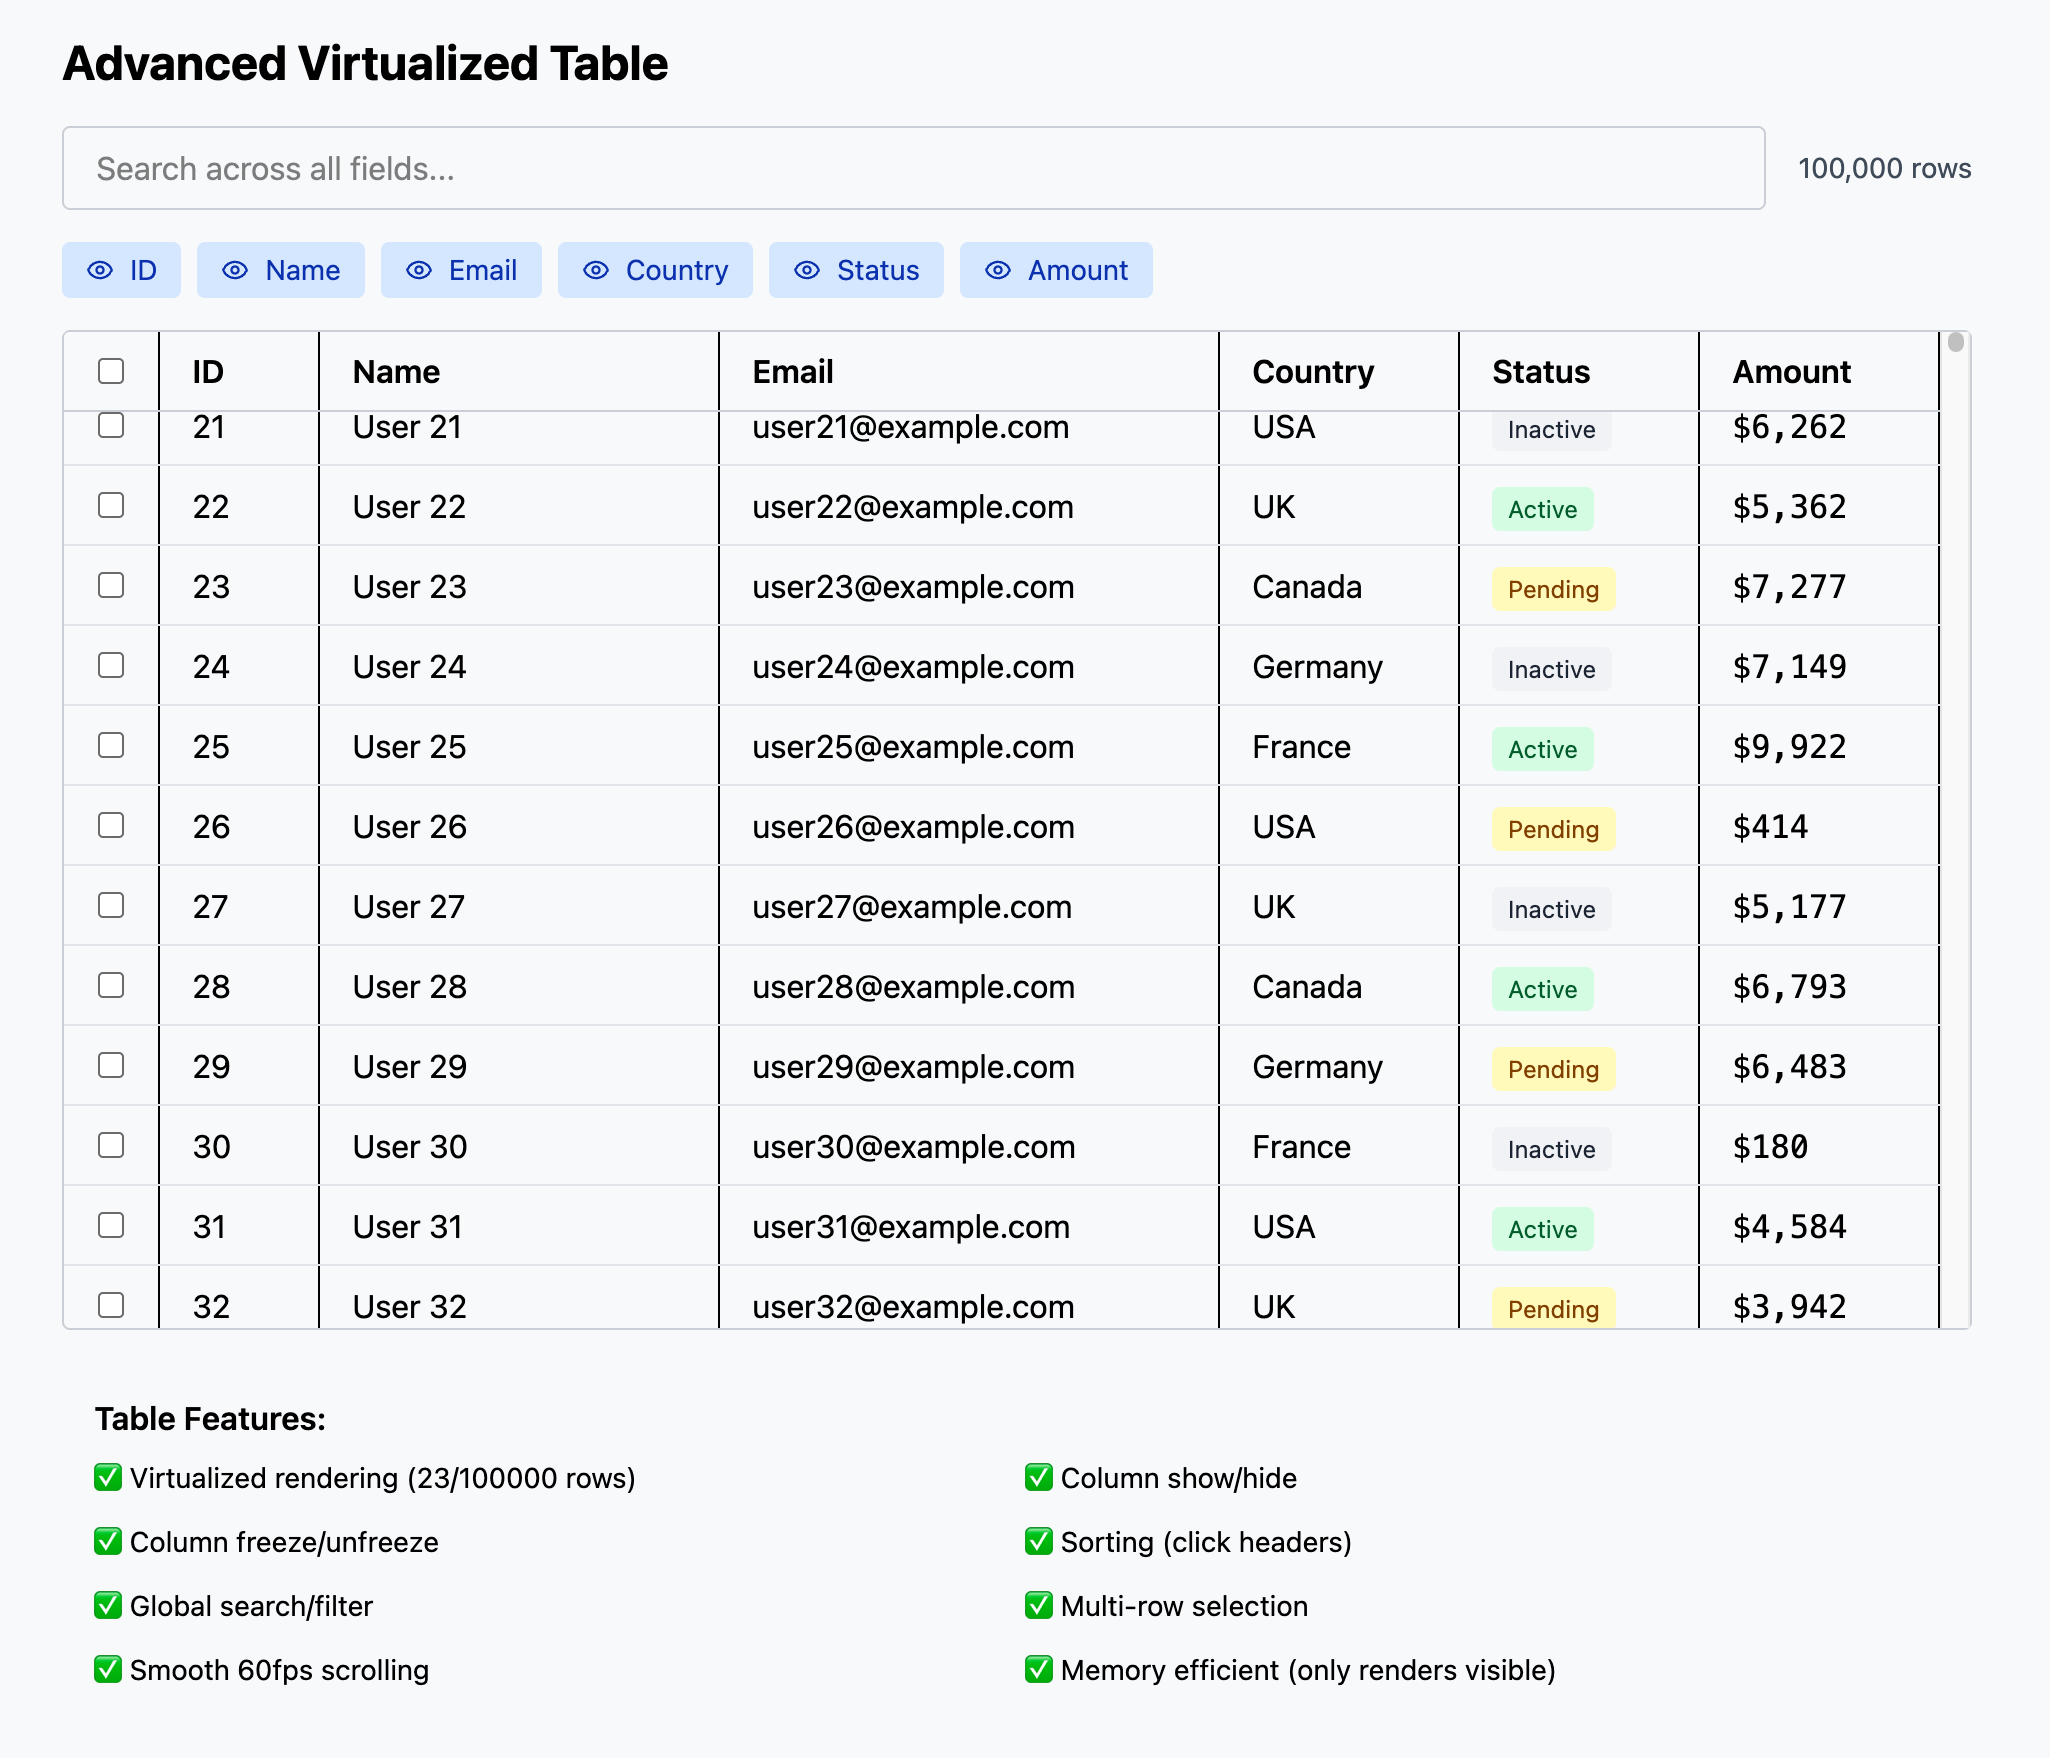 Advanced Virtualized Table
Search across all fields...
100,000 rows
ID Name Email Country Status Amount
ID Name Email Country Status Amount
21 User 21 user21@example.com USA Inactive $6,262
22 User 22 user22@example.com UK Active $5,362
23 User 23 user23@example.com Canada Pending $7,277
24 User 24 user24@example.com Germany Inactive $7,149
25 User 25 user25@example.com France Active $9,922
26 User 26 user26@example.com USA Pending $414
27 User 27 user27@example.com UK Inactive $5,177
28 User 28 user28@example.com Canada Active $6,793
29 User 29 user29@example.com Germany Pending $6,483
30 User 30 user30@example.com France Inactive $180
31 User 31 user31@example.com USA Active $4,584
32 User 32 user32@example.com UK Pending $3,942
Table Features:
✅ Virtualized rendering (23/100000 rows)
✅ Column show/hide
✅ Column freeze/unfreeze
✅ Sorting (click headers)
✅ Global search/filter
✅ Multi-row selection
✅ Smooth 60fps scrolling
✅ Memory efficient (only renders visible)